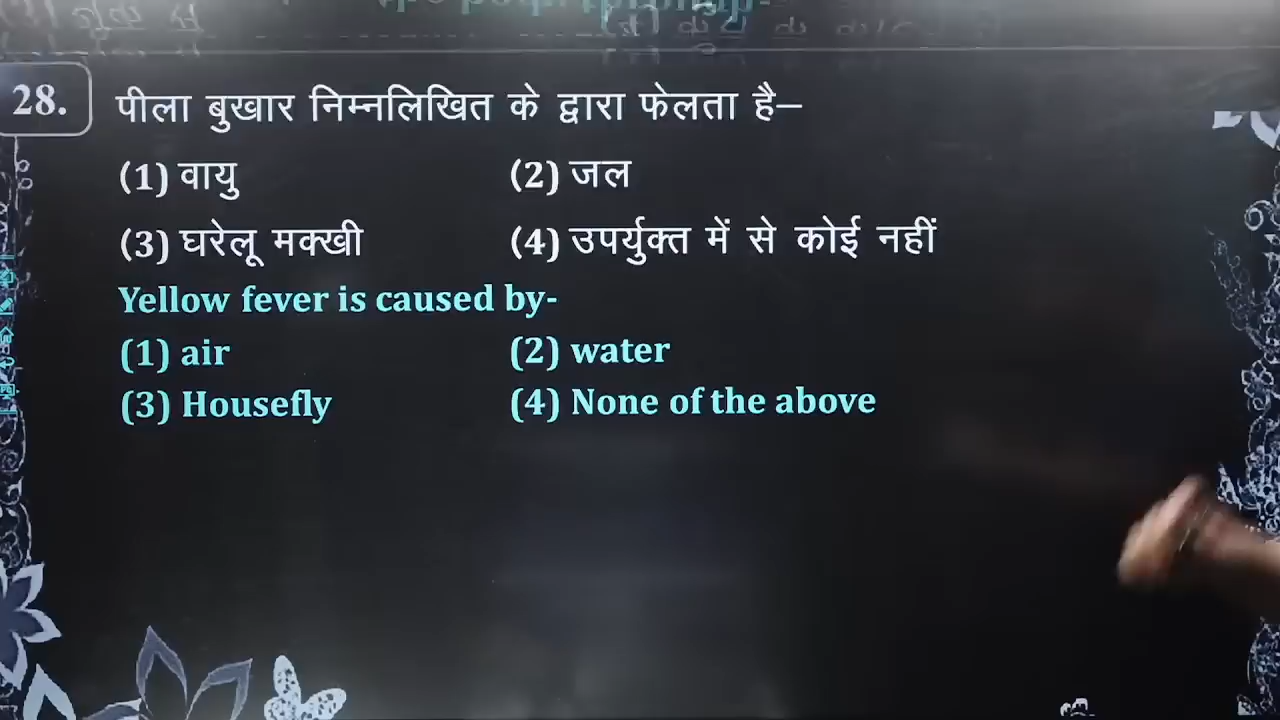 28. पीला बुखार निम्नलिखित के द्वारा फेलता है–
(1) वायु (2) जल
(3) घरेलू मक्खी (4) उपर्युक्त में से कोई नहीं
Yellow fever is caused by-
(1) air (2) water
(3) Housefly (4) None of the above